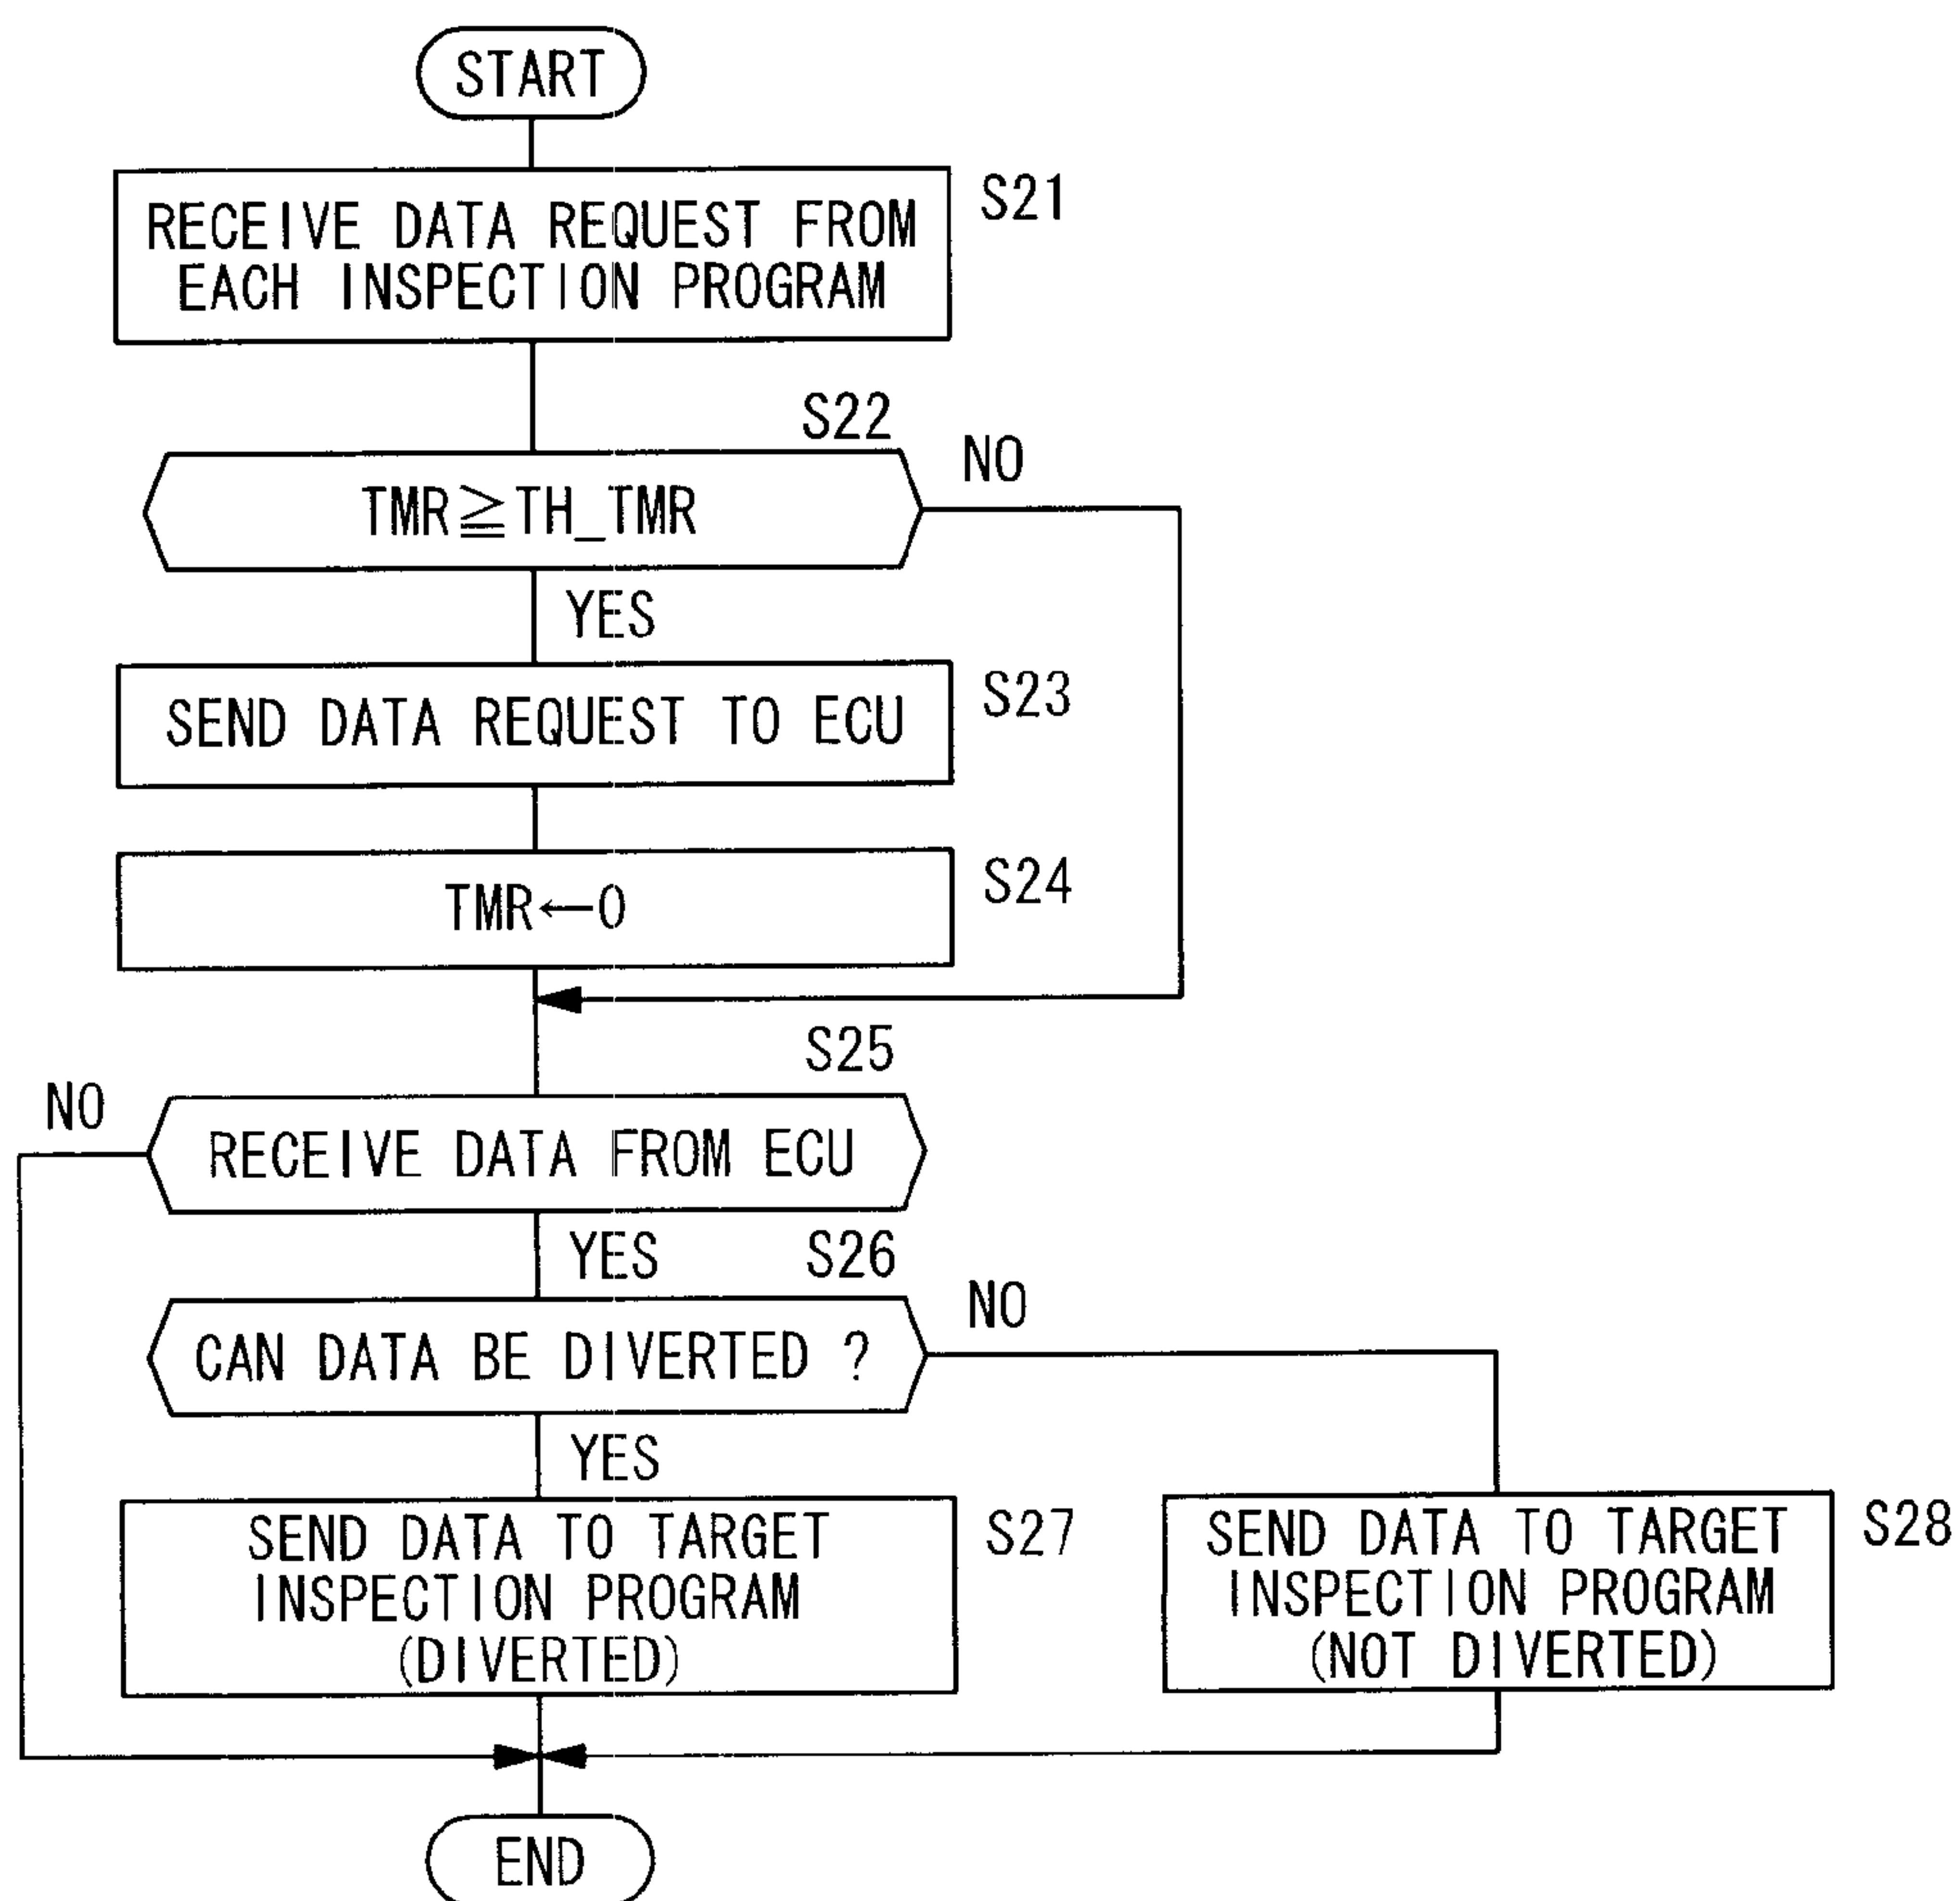 START
S21
RECEIVE DATA REQUEST FROM
EACH INSPECTION PROGRAM
S22
NO
TMR≧TH_TMR
YES
S23
SEND DATA REQUEST TO ECU
S24
TMR←0
S25
NO
RECEIVE DATA FROM ECU
YES
S26
NO
CAN DATA BE DIVERTED ?
YES
SEND DATA TO TARGET
INSPECTION PROGRAM
(DIVERTED)
S27
SEND DATA TO TARGET
INSPECTION PROGRAM
(NOT DIVERTED)
S28
END